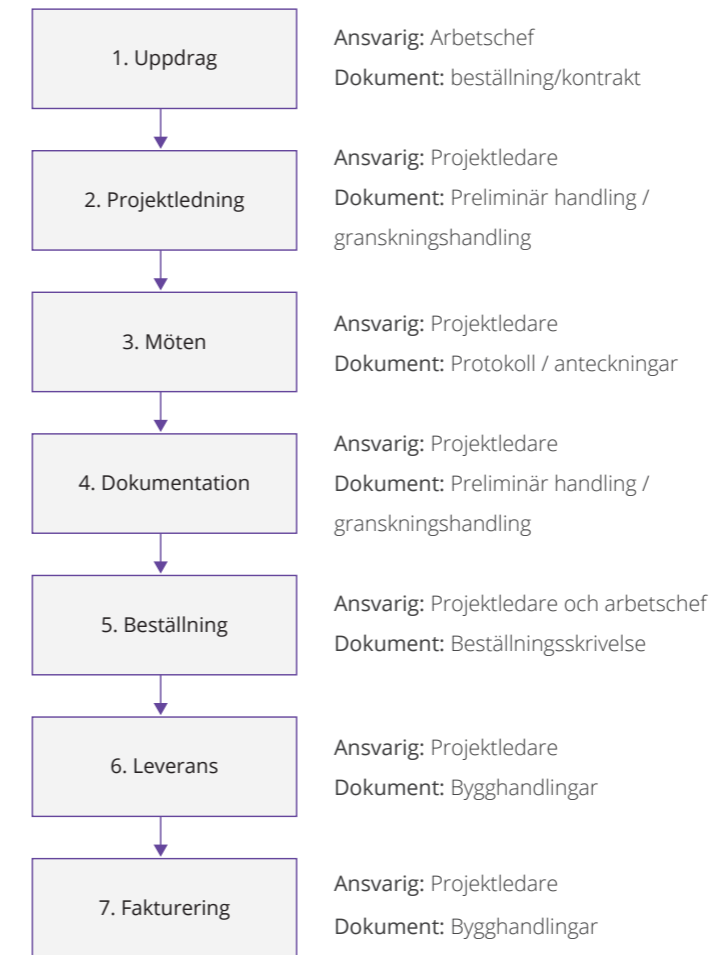 1. Uppdrag
Ansvarig: Arbetschef
Dokument: beställning/kontrakt
2. Projektledning
Ansvarig: Projektledare
Dokument: Preliminär handling /
granskningshandling
3. Möten
Ansvarig: Projektledare
Dokument: Protokoll / anteckningar
4. Dokumentation
Ansvarig: Projektledare
Dokument: Preliminär handling /
granskningshandling
5. Beställning
Ansvarig: Projektledare och arbetschef
Dokument: Beställningsskrivelse
6. Leverans
Ansvarig: Projektledare
Dokument: Bygghandlingar
7. Fakturering
Ansvarig: Projektledare
Dokument: Bygghandlingar